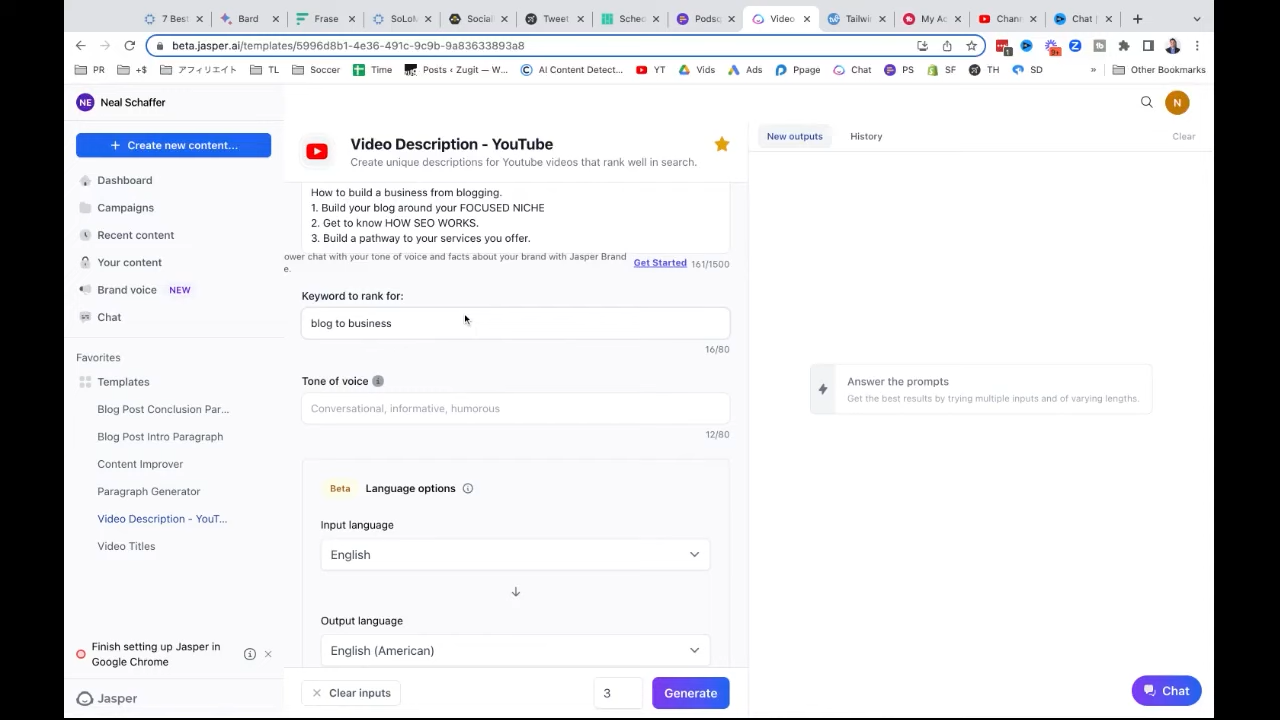 7 Best
Bard
Frase
SoLoM
Social
Tweet
Sched
Podsq
Video
Tailwi
My Ac
Chann
Chat |
beta.jasper.ai/templates/5996d8b1-4e36-491c-9c9b-9a83633893a8
1
9+
PR
+$
アフィリエイト
TL
Soccer
Time
Posts ‹ Zugit — W...
AI Content Detect...
YT
Vids
Ads
Ppage
Chat
PS
SF
TH
SD
»
Other Bookmarks
NE Neal Schaffer
N
+ Create new content...
Dashboard
Campaigns
Recent content
Your content
Brand voice NEW
Chat
Favorites
Templates
Blog Post Conclusion Par...
Blog Post Intro Paragraph
Content Improver
Paragraph Generator
Video Description - YouT...
Video Titles
Finish setting up Jasper in
Google Chrome
Jasper
Video Description - YouTube
Create unique descriptions for Youtube videos that rank well in search.
How to build a business from blogging.
1. Build your blog around your FOCUSED NICHE
2. Get to know HOW SEO WORKS.
3. Build a pathway to your services you offer.
ower chat with your tone of voice and facts about your brand with Jasper Brand
e.
Get Started 161/1500
Keyword to rank for:
blog to business
16/80
Tone of voice
Conversational, informative, humorous
12/80
Beta Language options
Input language
English
Output language
English (American)
Clear inputs
3
Generate
New outputs
History
Clear
Answer the prompts
Get the best results by trying multiple inputs and of varying lengths.
Chat